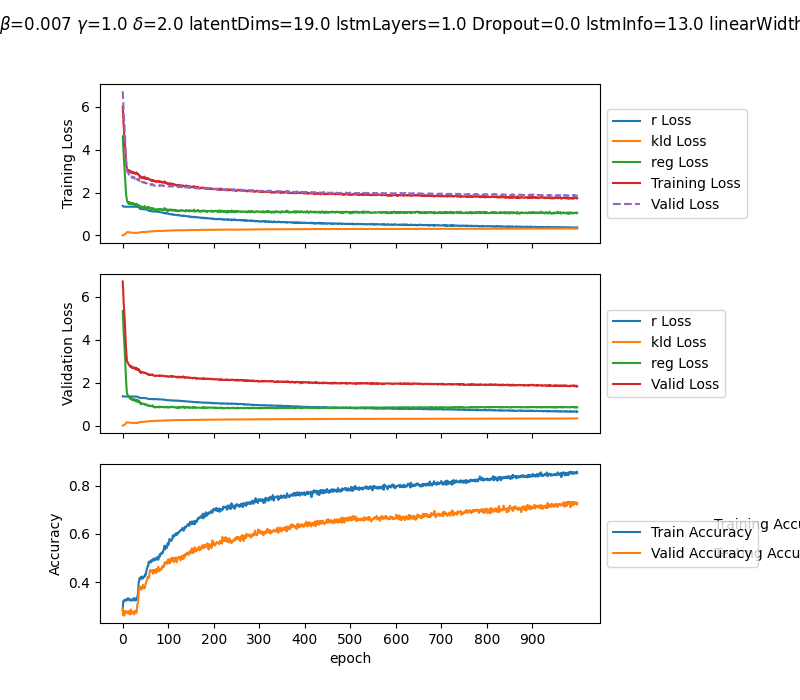 β=0.007 γ=1.0 δ=2.0 latentDims=19.0 lstmLayers=1.0 Dropout=0.0 lstmInfo=13.0 linearWidth
6
4
2
0
Training Loss
r Loss
kld Loss
reg Loss
Training Loss
Valid Loss
6
4
2
0
Validation Loss
r Loss
kld Loss
reg Loss
Valid Loss
0.8
0.6
0.4
Accuracy
Train Accuracy
Valid Accuracy
Training Accu
0 100 200 300 400 500 600 700 800 900
epoch